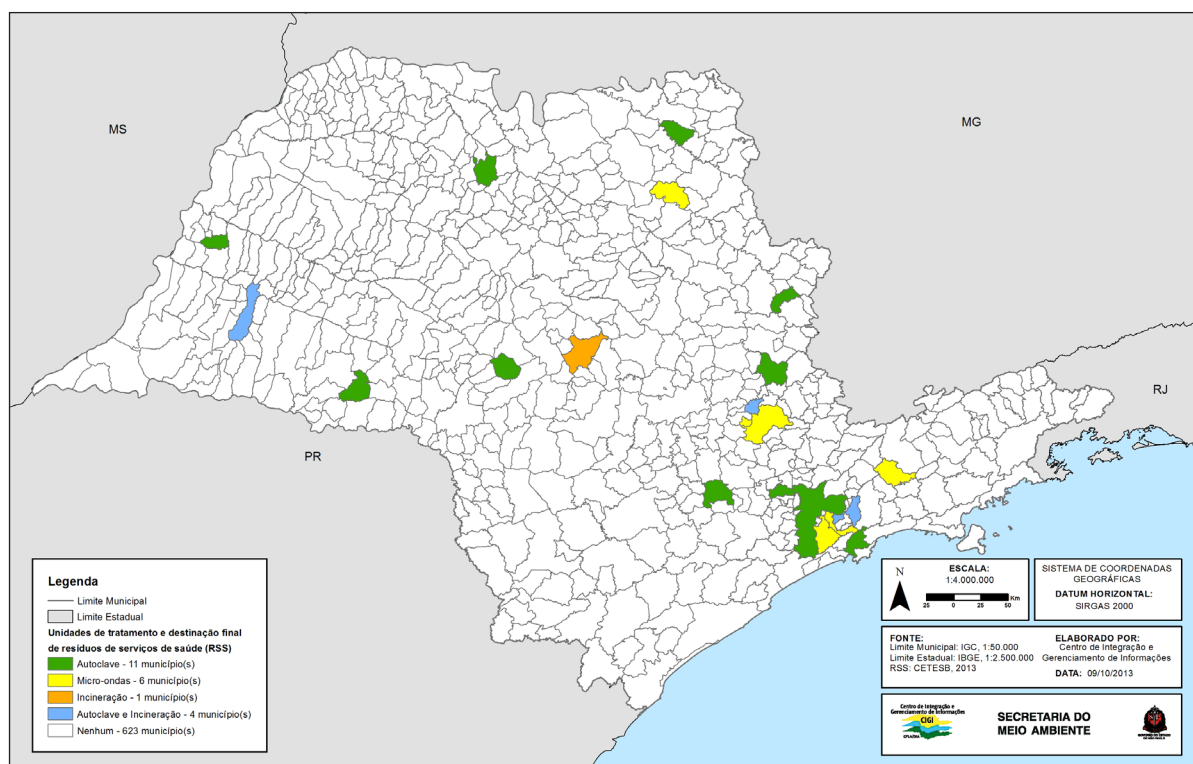 MS
MG
RJ
PR
Legenda
Limite Municipal
Limite Estadual
Unidades de tratamento e destinação final
de resíduos de serviços de saúde (RSS)
Autoclave - 11 município(s)
Micro-ondas - 6 município(s)
Incineração - 1 município(s)
Autoclave e Incineração - 4 município(s)
Nenhum - 623 município(s)
N
ESCALA:
1:4.000.000
25 0 25 50 Km
SISTEMA DE COORDENADAS
GEOGRÁFICAS
DATUM HORIZONTAL:
SIRGAS 2000
FONTE:
Limite Municipal: IGC, 1:50.000
Limite Estadual: IBGE, 1:2.500.000
RSS: CETESB, 2013
ELABORADO POR:
Centro de Integração e
Gerenciamento de Informações
DATA: 09/10/2013
Centro de Integração e
Gerenciamento de Informações
CIGI
CPLA/SMA
SECRETARIA DO
MEIO AMBIENTE